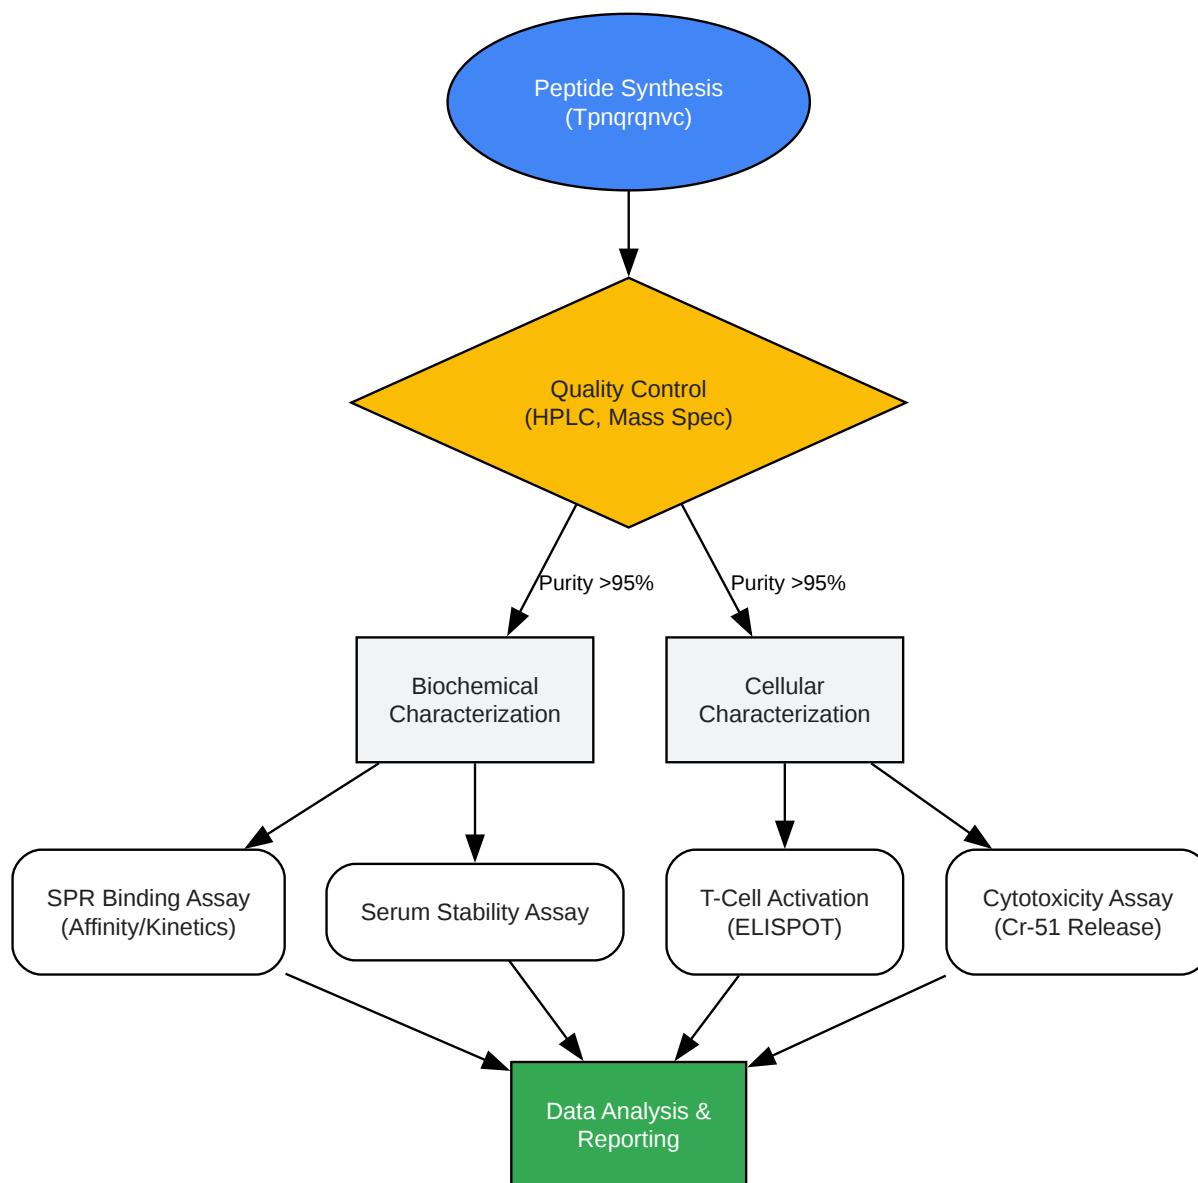 Peptide Synthesis
(Tpnqrqnvc)
Quality Control
(HPLC, Mass Spec)
Purity >95%
Purity >95%
Biochemical
Characterization
Cellular
Characterization
SPR Binding Assay
(Affinity/Kinetics)
Serum Stability Assay
T-Cell Activation
(ELISPOT)
Cytotoxicity Assay
(Cr-51 Release)
Data Analysis &
Reporting